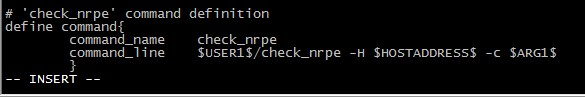 # 'check_nrpe' command definition
define command{
command_name check_nrpe
command_line $USER1$/check_nrpe -H $HOSTADDRESS$ -c $ARG1$
}
-- INSERT --